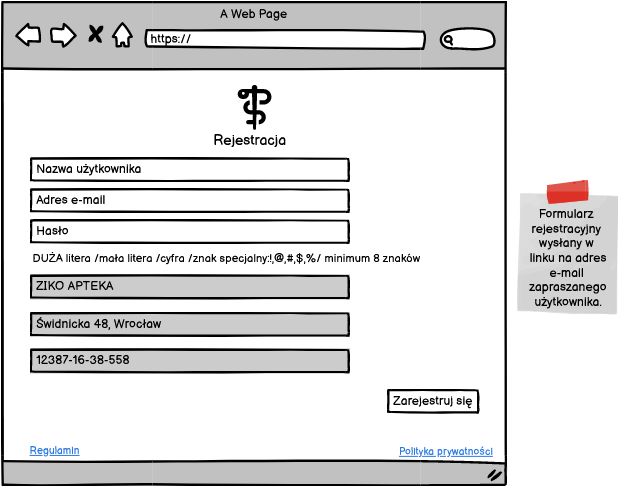 A Web Page
https://
Rejestracja
Nazwa użytkownika
Adres e-mail
Hasło
DUŻA litera /mała litera /cyfra /znak specjalny:!,@,#,$,%/ minimum 8 znaków
ZIKO APTEKA
Świdnicka 48, Wrocław
12387-16-38-558
Zarejestruj się
Regulamin
Polityka prywatności
Formularz
rejestracyjny
wysłany w
linku na adres
e-mail
zapraszanego
użytkownika.